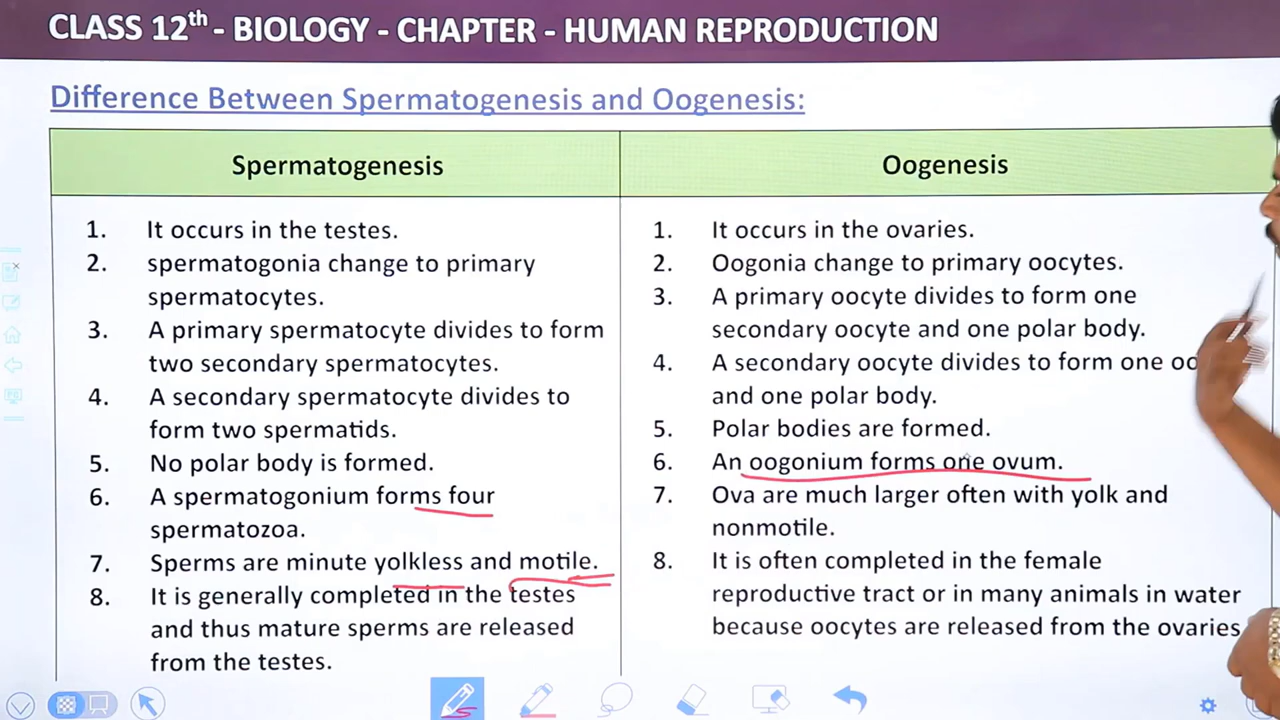 CLASS 12th - BIOLOGY - CHAPTER - HUMAN REPRODUCTION
Difference Between Spermatogenesis and Oogenesis:
Spermatogenesis
1. It occurs in the testes.
2. spermatogonia change to primary
spermatocytes.
3. A primary spermatocyte divides to form
two secondary spermatocytes.
4. A secondary spermatocyte divides to
form two spermatids.
5. No polar body is formed.
6. A spermatogonium forms four
spermatozoa.
7. Sperms are minute yolkless and motile.
8. It is generally completed in the testes
and thus mature sperms are released
from the testes.
Oogenesis
1. It occurs in the ovaries.
2. Oogonia change to primary oocytes.
3. A primary oocyte divides to form one
secondary oocyte and one polar body.
4. A secondary oocyte divides to form one
and one polar body.
5. Polar bodies are formed.
6. An oogonium forms one ovum.
7. Ova are much larger often with yolk and
nonmotile.
8. It is often completed in the female
reproductive tract or in many animals in water
because oocytes are released from the ovaries